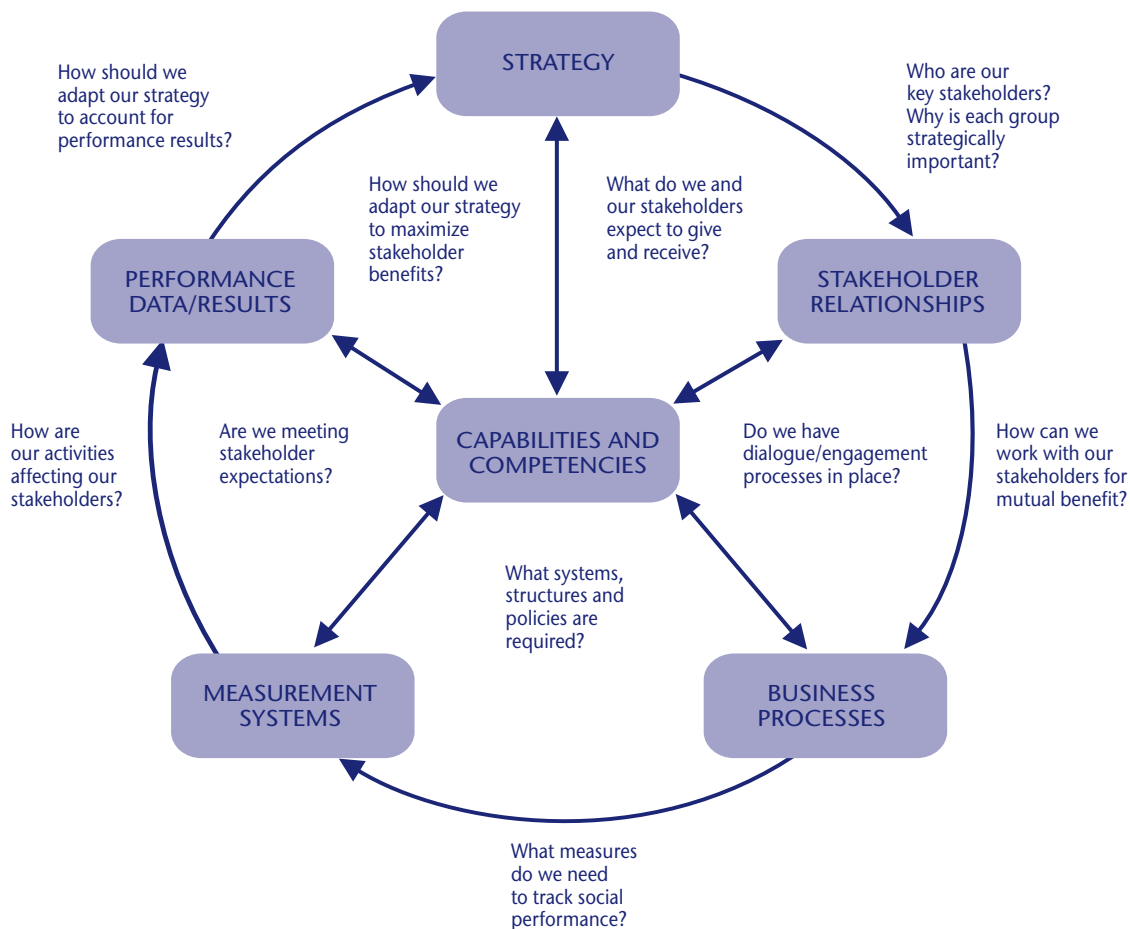 STRATEGY
How should we
adapt our strategy
to account for
performance results?
Who are our
key stakeholders?
Why is each group
strategically
important?
How should we
adapt our strategy
to maximize
stakeholder
benefits?
What do we and
our stakeholders
expect to give
and receive?
PERFORMANCE
DATA/RESULTS
STAKEHOLDER
RELATIONSHIPS
How are
our activities
affecting our
stakeholders?
Are we meeting
stakeholder
expectations?
CAPABILITIES AND
COMPETENCIES
Do we have
dialogue/engagement
processes in place?
How can we
work with our
stakeholders for
mutual benefit?
What systems,
structures and
policies are
required?
MEASUREMENT
SYSTEMS
BUSINESS
PROCESSES
What measures
do we need
to track social
performance?